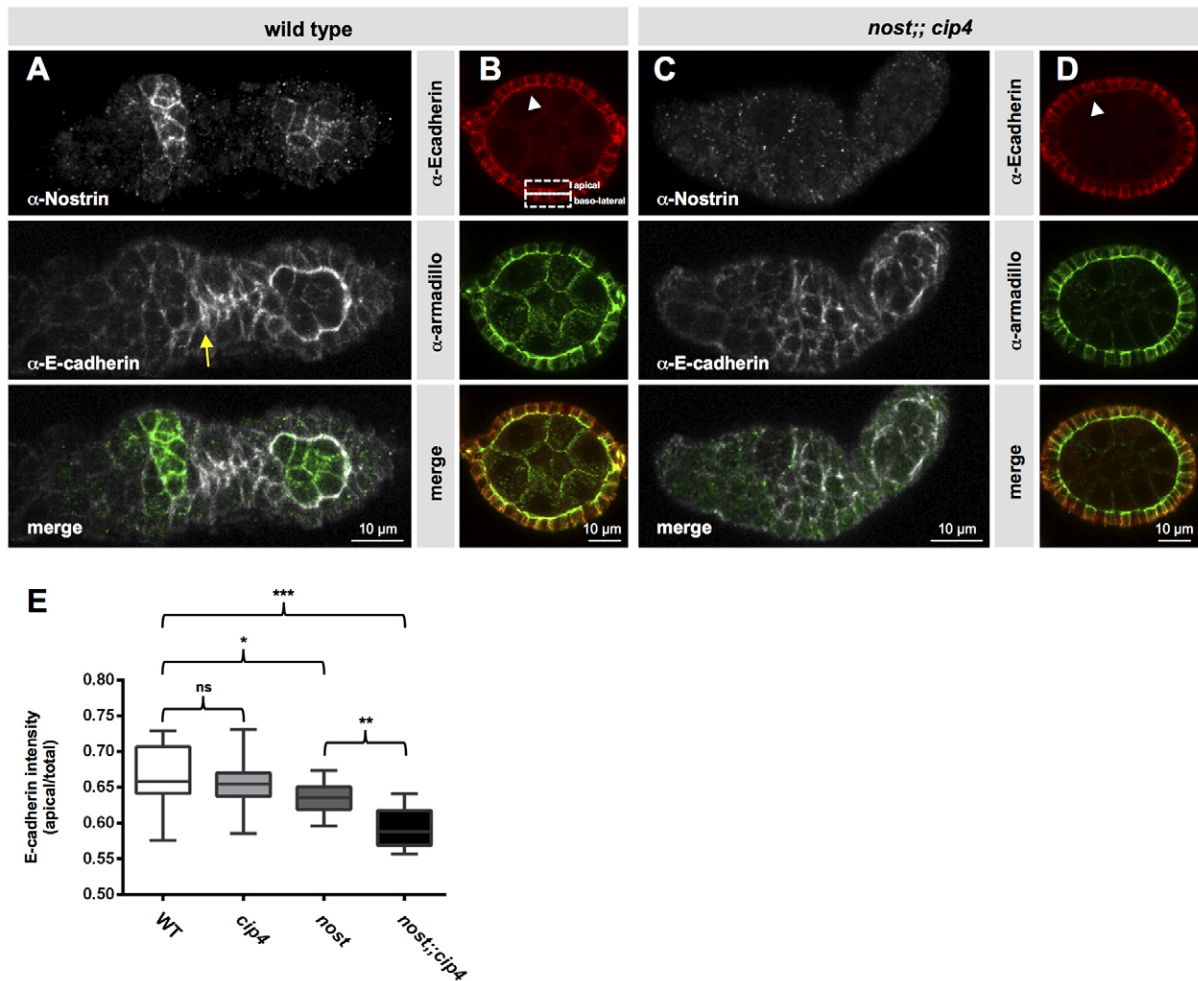 wild type
nost;; cip4
A
α-Nostrin
α-E-cadherin
merge
10 µm
α-Ecadherin
α-armadillo
merge
B
apical
baso-lateral
10 µm
C
α-Nostrin
α-E-cadherin
merge
10 µm
α-Ecadherin
α-armadillo
merge
D
10 µm
E
***
*
ns
**
E-cadherin intensity
(apical/total)
0.80
0.75
0.70
0.65
0.60
0.55
0.50
WT
cip4
nost
nost;;cip4